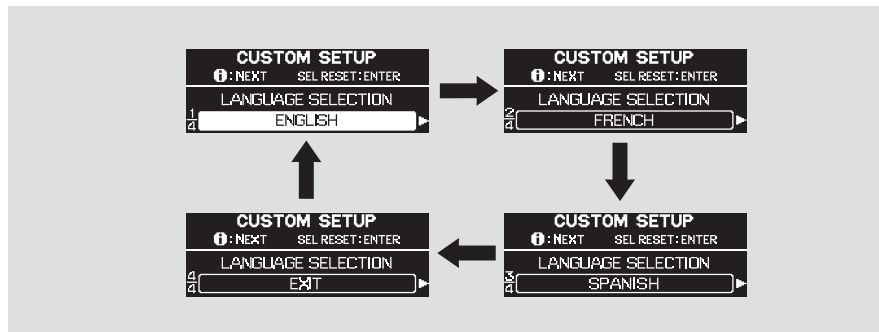 CUSTOM SETUP
i : NEXT SEL RESET : ENTER
LANGUAGE SELECTION
1/4 ENGLISH
CUSTOM SETUP
i : NEXT SEL RESET : ENTER
LANGUAGE SELECTION
2/4 FRENCH
CUSTOM SETUP
i : NEXT SEL RESET : ENTER
LANGUAGE SELECTION
4/4 EXIT
CUSTOM SETUP
i : NEXT SEL RESET : ENTER
LANGUAGE SELECTION
3/4 SPANISH